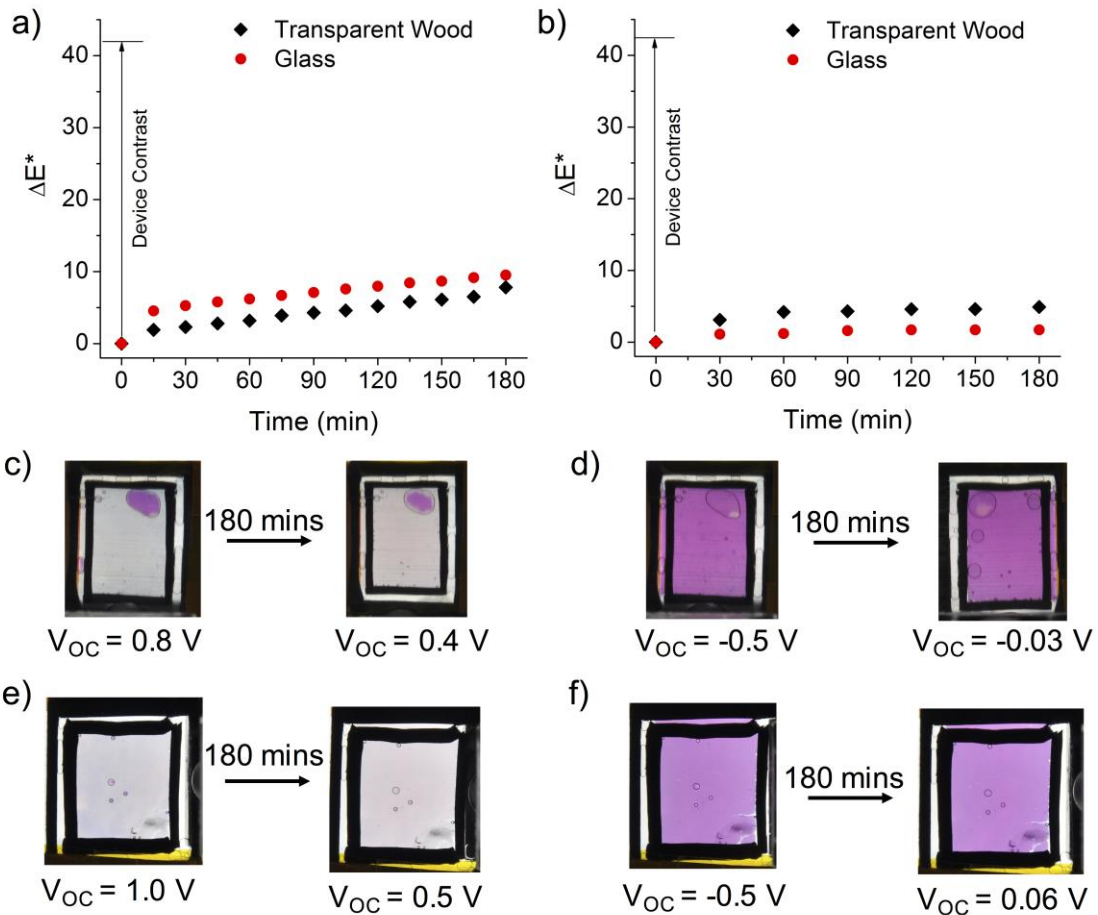 a)
Transparent Wood
Glass
Device Contrast
ΔE*
40
30
20
10
0
0 30 60 90 120 150 180
Time (min)
b)
Transparent Wood
Glass
Device Contrast
ΔE*
40
30
20
10
0
0 30 60 90 120 150 180
Time (min)
c)
180 mins
V_OC = 0.8 V
V_OC = 0.4 V
d)
180 mins
V_OC = -0.5 V
V_OC = -0.03 V
e)
180 mins
V_OC = 1.0 V
V_OC = 0.5 V
f)
180 mins
V_OC = -0.5 V
V_OC = 0.06 V